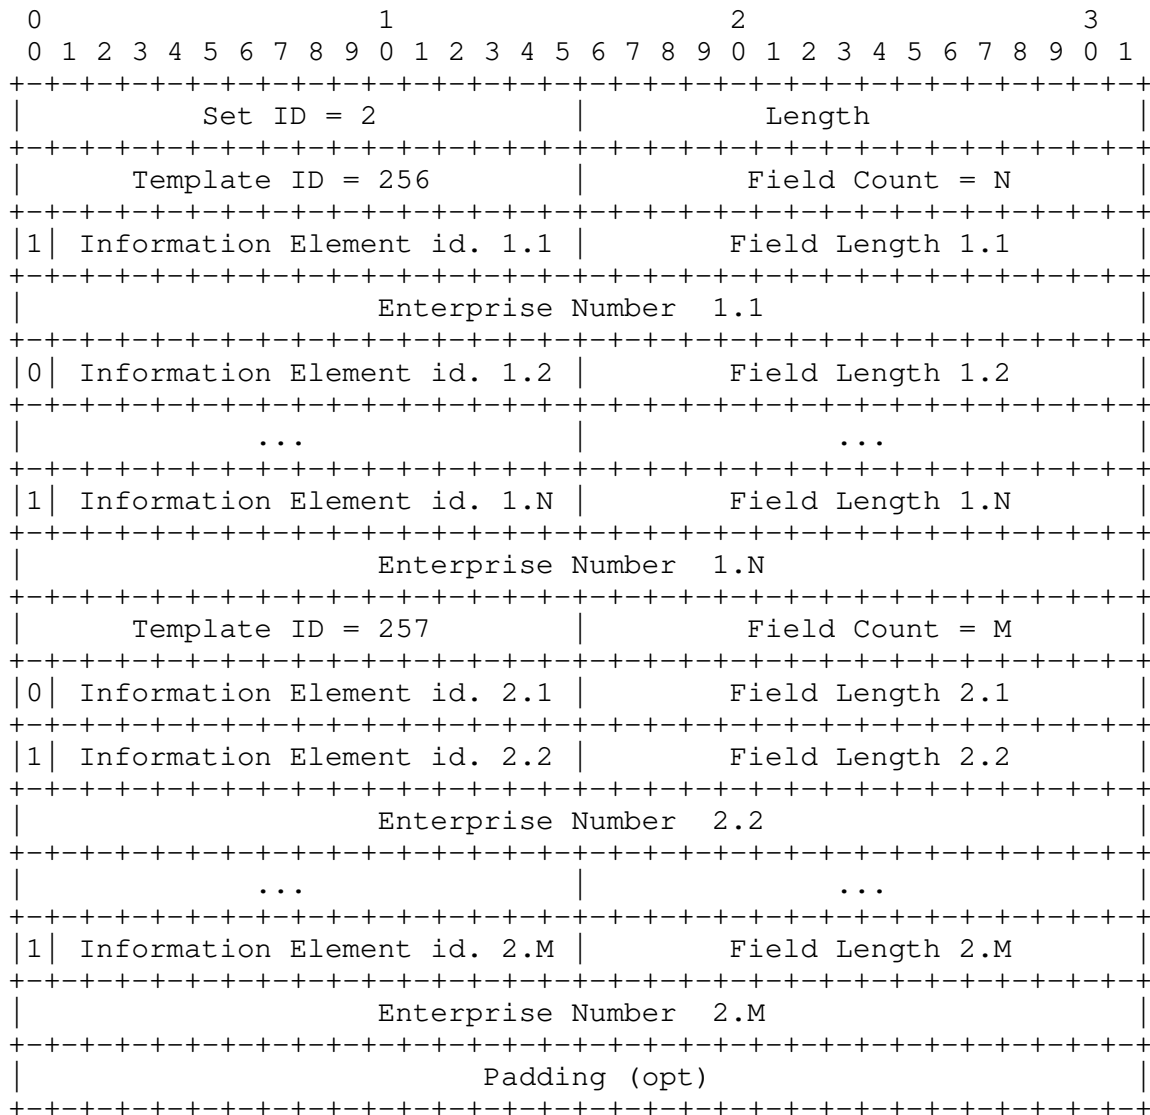 0                   1                   2                   3
 0 1 2 3 4 5 6 7 8 9 0 1 2 3 4 5 6 7 8 9 0 1 2 3 4 5 6 7 8 9 0 1
+-+-+-+-+-+-+-+-+-+-+-+-+-+-+-+-+-+-+-+-+-+-+-+-+-+-+-+-+-+-+-+-+
|          Set ID = 2           |          Length               |
+-+-+-+-+-+-+-+-+-+-+-+-+-+-+-+-+-+-+-+-+-+-+-+-+-+-+-+-+-+-+-+-+
|      Template ID = 256        |         Field Count = N       |
+-+-+-+-+-+-+-+-+-+-+-+-+-+-+-+-+-+-+-+-+-+-+-+-+-+-+-+-+-+-+-+-+
|1| Information Element id. 1.1 |        Field Length 1.1       |
+-+-+-+-+-+-+-+-+-+-+-+-+-+-+-+-+-+-+-+-+-+-+-+-+-+-+-+-+-+-+-+-+
|                    Enterprise Number  1.1                     |
+-+-+-+-+-+-+-+-+-+-+-+-+-+-+-+-+-+-+-+-+-+-+-+-+-+-+-+-+-+-+-+-+
|0| Information Element id. 1.2 |        Field Length 1.2       |
+-+-+-+-+-+-+-+-+-+-+-+-+-+-+-+-+-+-+-+-+-+-+-+-+-+-+-+-+-+-+-+-+
|             ...               |              ...              |
+-+-+-+-+-+-+-+-+-+-+-+-+-+-+-+-+-+-+-+-+-+-+-+-+-+-+-+-+-+-+-+-+
|1| Information Element id. 1.N |        Field Length 1.N       |
+-+-+-+-+-+-+-+-+-+-+-+-+-+-+-+-+-+-+-+-+-+-+-+-+-+-+-+-+-+-+-+-+
|                    Enterprise Number  1.N                     |
+-+-+-+-+-+-+-+-+-+-+-+-+-+-+-+-+-+-+-+-+-+-+-+-+-+-+-+-+-+-+-+-+
|      Template ID = 257        |         Field Count = M       |
+-+-+-+-+-+-+-+-+-+-+-+-+-+-+-+-+-+-+-+-+-+-+-+-+-+-+-+-+-+-+-+-+
|0| Information Element id. 2.1 |        Field Length 2.1       |
+-+-+-+-+-+-+-+-+-+-+-+-+-+-+-+-+-+-+-+-+-+-+-+-+-+-+-+-+-+-+-+-+
|1| Information Element id. 2.2 |        Field Length 2.2       |
+-+-+-+-+-+-+-+-+-+-+-+-+-+-+-+-+-+-+-+-+-+-+-+-+-+-+-+-+-+-+-+-+
|                    Enterprise Number  2.2                     |
+-+-+-+-+-+-+-+-+-+-+-+-+-+-+-+-+-+-+-+-+-+-+-+-+-+-+-+-+-+-+-+-+
|             ...               |              ...              |
+-+-+-+-+-+-+-+-+-+-+-+-+-+-+-+-+-+-+-+-+-+-+-+-+-+-+-+-+-+-+-+-+
|1| Information Element id. 2.M |        Field Length 2.M       |
+-+-+-+-+-+-+-+-+-+-+-+-+-+-+-+-+-+-+-+-+-+-+-+-+-+-+-+-+-+-+-+-+
|                    Enterprise Number  2.M                     |
+-+-+-+-+-+-+-+-+-+-+-+-+-+-+-+-+-+-+-+-+-+-+-+-+-+-+-+-+-+-+-+-+
|                          Padding (opt)                        |
+-+-+-+-+-+-+-+-+-+-+-+-+-+-+-+-+-+-+-+-+-+-+-+-+-+-+-+-+-+-+-+-+